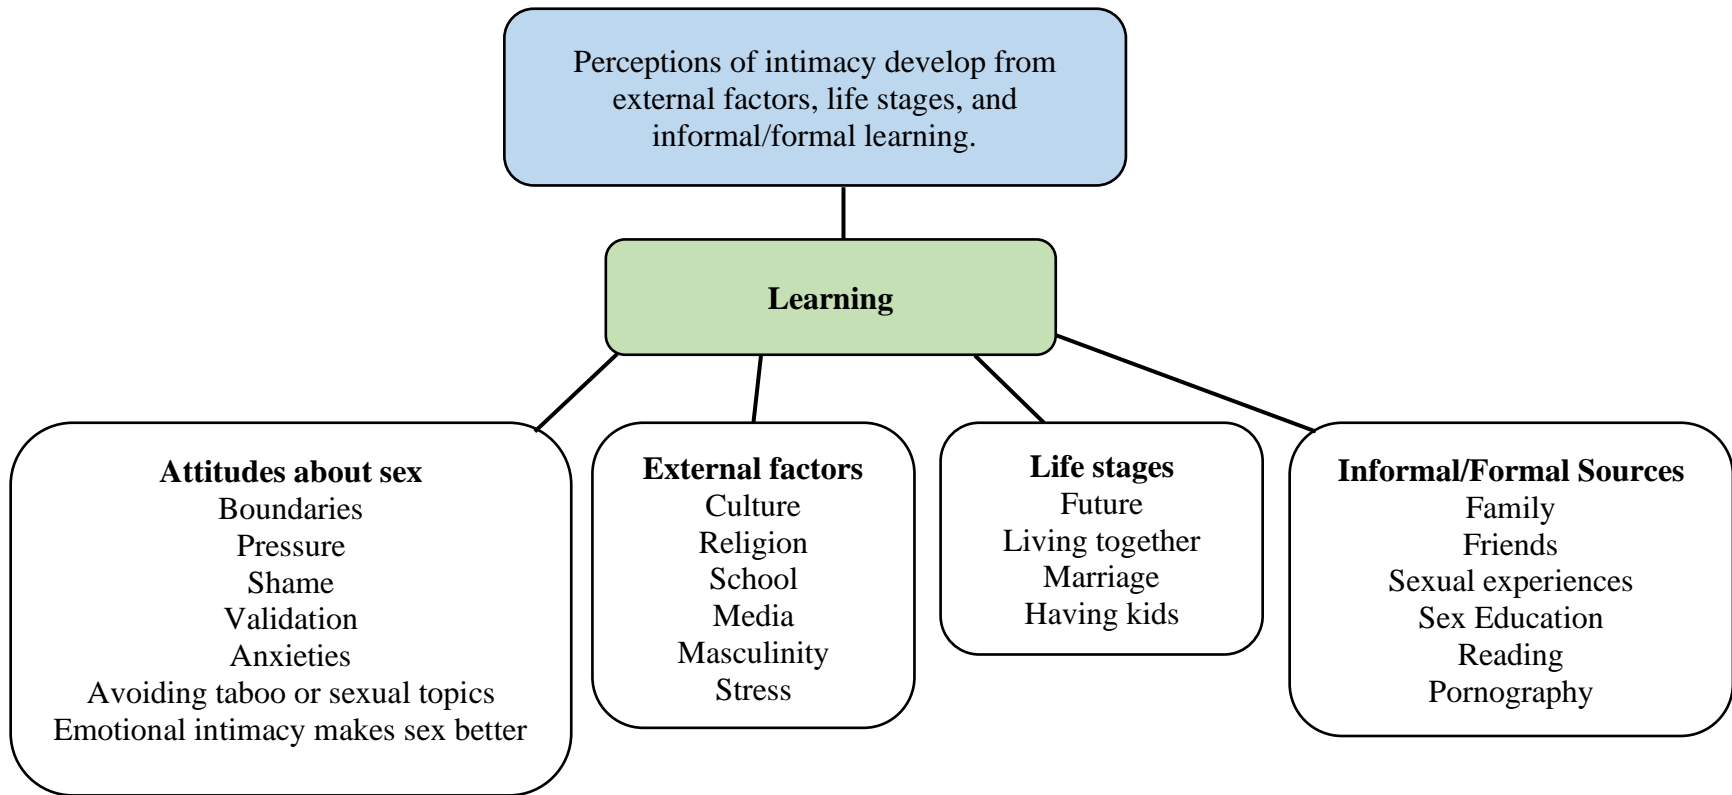 Perceptions of intimacy develop from
external factors, life stages, and
informal/formal learning.
Learning
Attitudes about sex
Boundaries
Pressure
Shame
Validation
Anxieties
Avoiding taboo or sexual topics
Emotional intimacy makes sex better
External factors
Culture
Religion
School
Media
Masculinity
Stress
Life stages
Future
Living together
Marriage
Having kids
Informal/Formal Sources
Family
Friends
Sexual experiences
Sex Education
Reading
Pornography